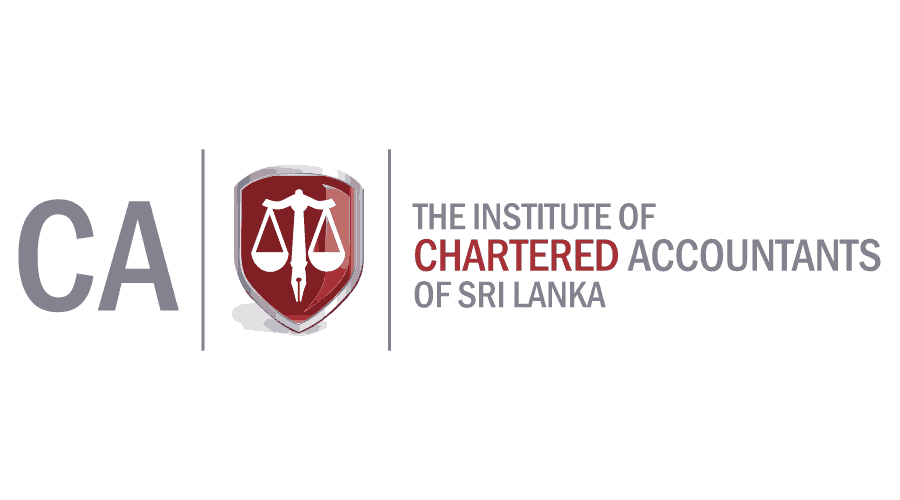 CA
THE INSTITUTE OF
CHARTERED ACCOUNTANTS
OF SRI LANKA